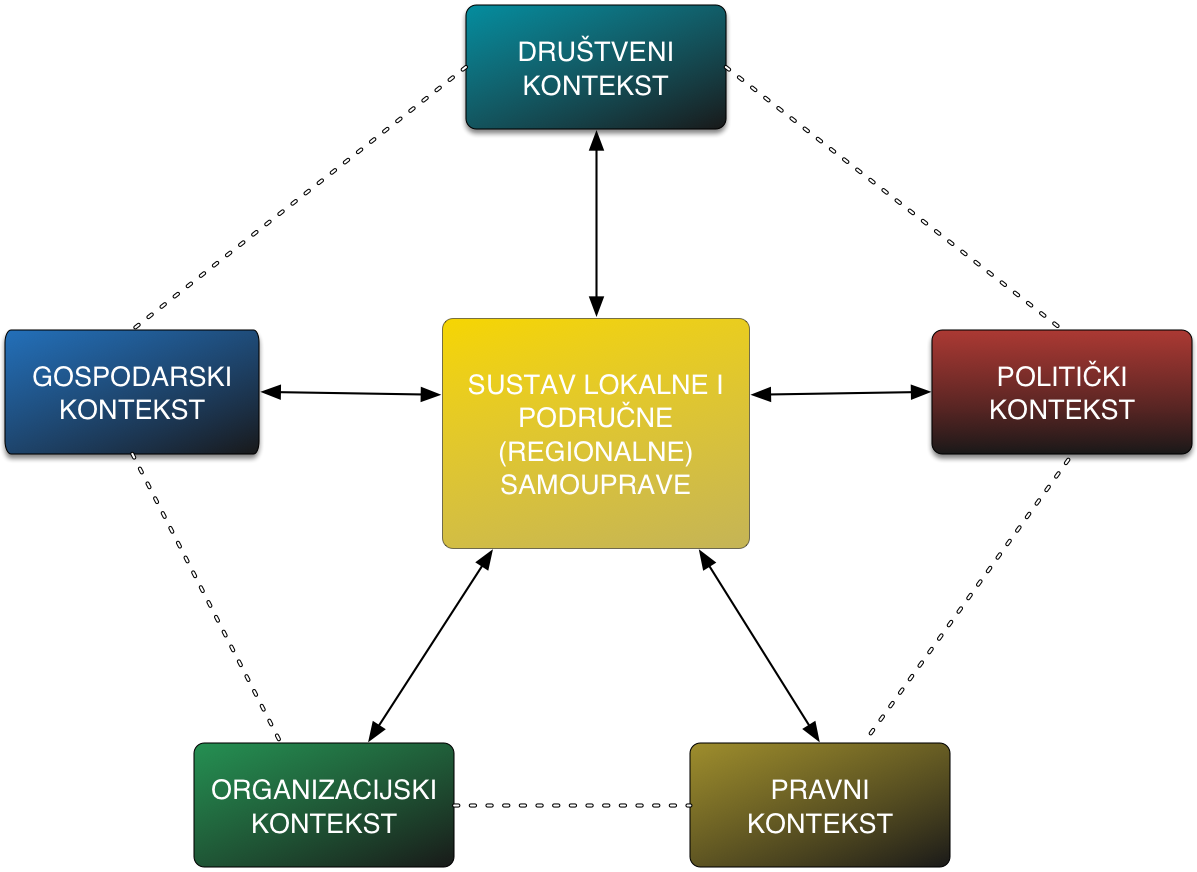 DRUŠTVENI
KONTEKST
GOSPODARSKI
KONTEKST
SUSTAV LOKALNE I
PODRUČNE
(REGIONALNE)
SAMOUPRAVE
POLITIČKI
KONTEKST
ORGANIZACIJSKI
KONTEKST
PRAVNI
KONTEKST